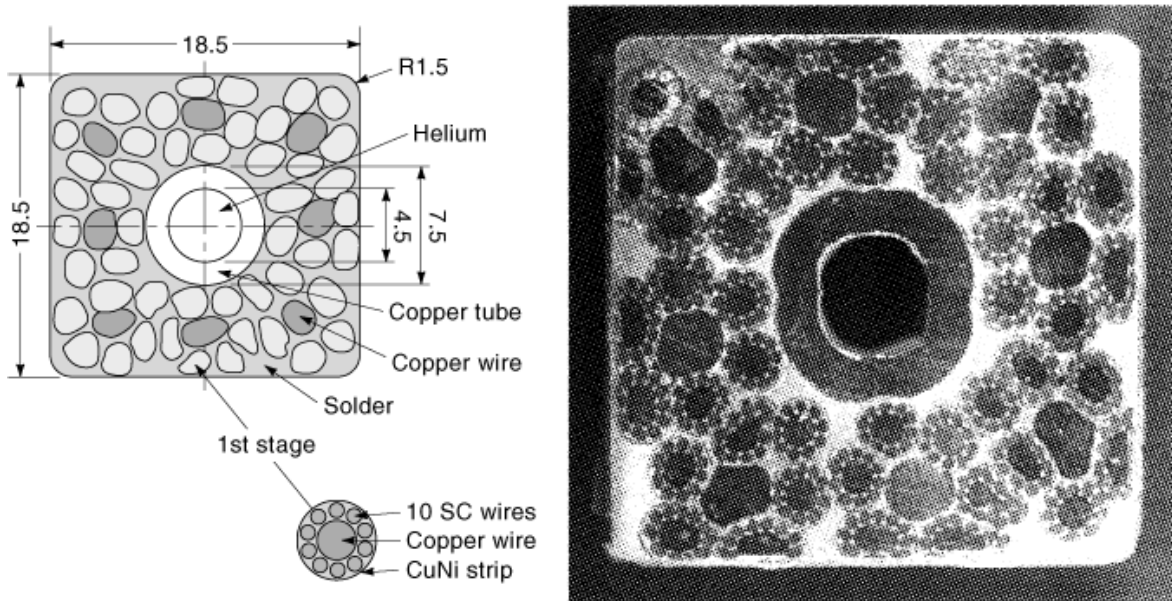 18.5
R1.5
Helium
18.5
4.5
7.5
Copper tube
Copper wire
Solder
1st stage
10 SC wires
Copper wire
CuNi strip